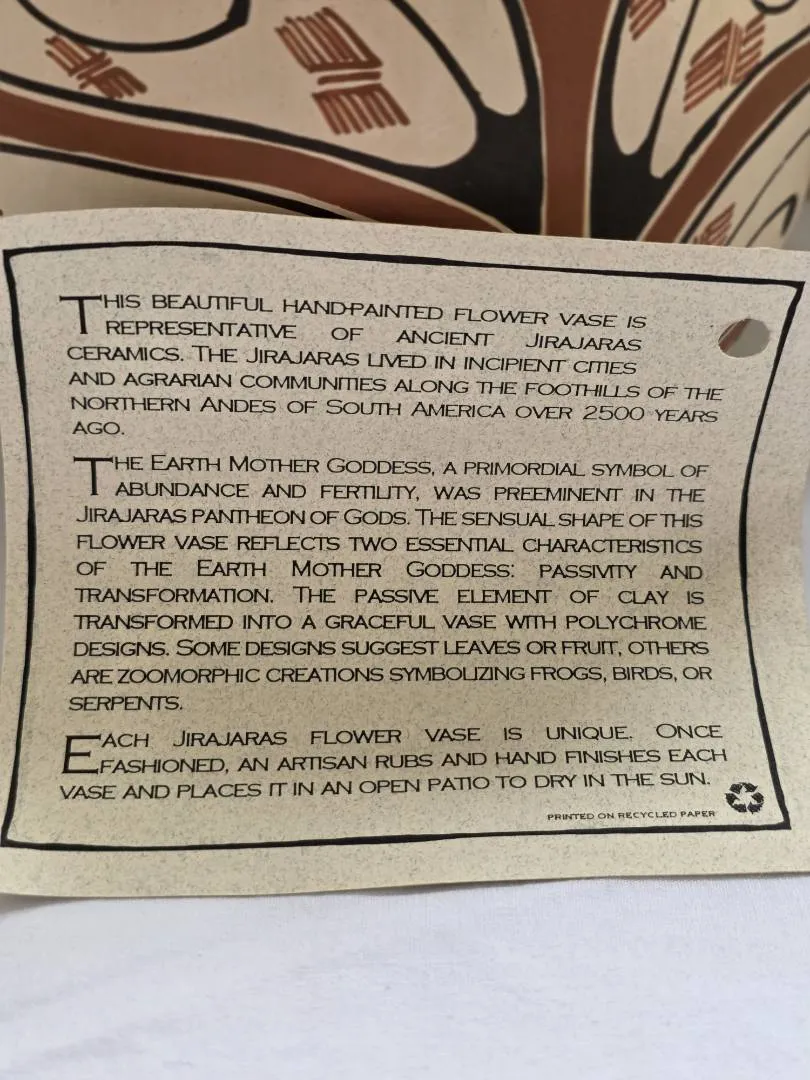 THIS BEAUTIFUL HAND-PAINTED FLOWER VASE IS
REPRESENTATIVE OF ANCIENT JIRAJARAS
CERAMICS. THE JIRAJARAS LIVED IN INCIPIENT CITIES
AND AGRARIAN COMMUNITIES ALONG THE FOOTHILLS OF THE
NORTHERN ANDES OF SOUTH AMERICA OVER 2500 YEARS
AGO.
THE EARTH MOTHER GODDESS, A PRIMORDIAL SYMBOL OF
ABUNDANCE AND FERTILITY, WAS PREEMINENT IN THE
JIRAJARAS PANTHEON OF GODS. THE SENSUAL SHAPE OF THIS
FLOWER VASE REFLECTS TWO ESSENTIAL CHARACTERISTICS
OF THE EARTH MOTHER GODDESS: PASSIVITY AND
TRANSFORMATION. THE PASSIVE ELEMENT OF CLAY IS
TRANSFORMED INTO A GRACEFUL VASE WITH POLYCHROME
DESIGNS. SOME DESIGNS SUGGEST LEAVES OR FRUIT, OTHERS
ARE ZOOMORPHIC CREATIONS SYMBOLIZING FROGS, BIRDS, OR
SERPENTS.
EACH JIRAJARAS FLOWER VASE IS UNIQUE. ONCE
FASHIONED, AN ARTISAN RUBS AND HAND FINISHES EACH
VASE AND PLACES IT IN AN OPEN PATIO TO DRY IN THE SUN.
PRINTED ON RECYCLED PAPER